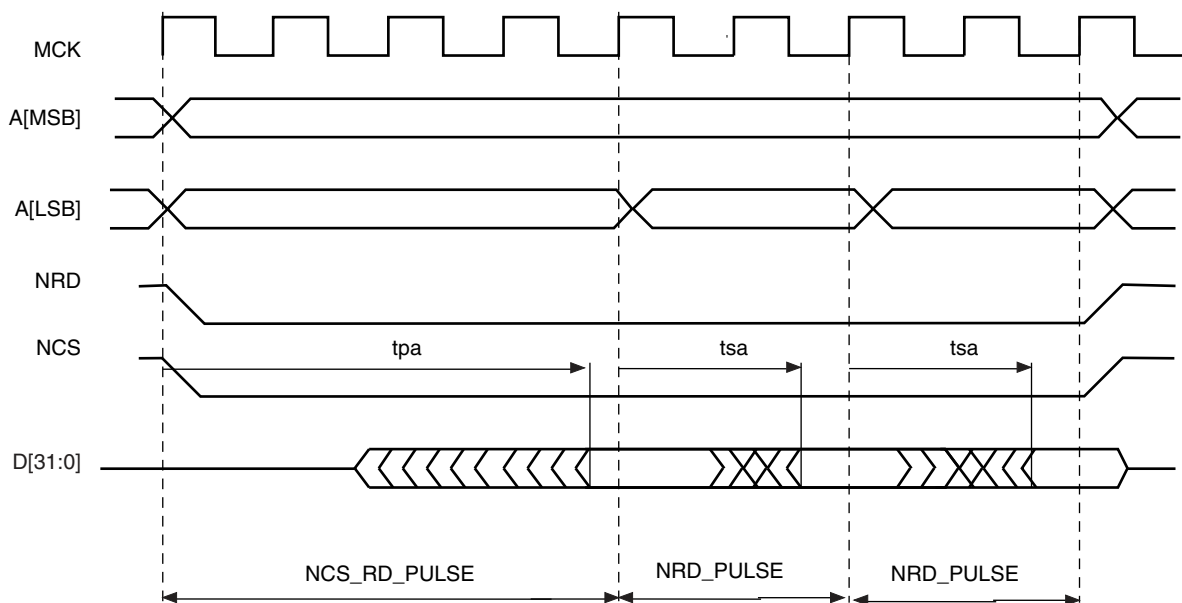 MCK
A[MSB]
A[LSB]
NRD
NCS
tpa
tsa
tsa
D[31:0]
NCS_RD_PULSE
NRD_PULSE
NRD_PULSE